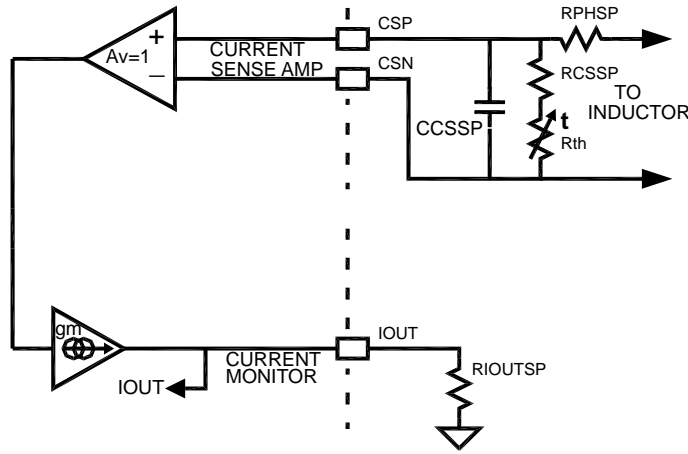 CSP
RPHSP
+
Av=1
CURRENT
SENSE AMP
–
CSN
RCSSP
TO
INDUCTOR
CCSSP
t
Rth
gm
IOUT
CURRENT
MONITOR
IOUT
RIOUTSP